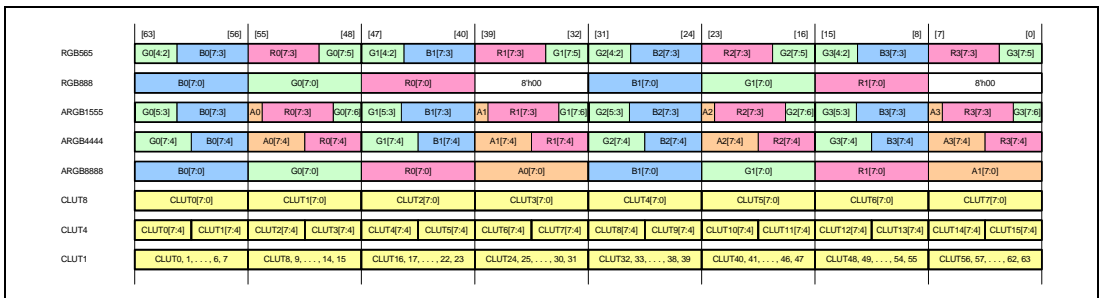 [63] [56] [55] [48] [47] [40] [39] [32] [31] [24] [23] [16] [15] [8] [7] [0]
RGB565 G0[4:2] B0[7:3] R0[7:3] G0[7:5] G1[4:2] B1[7:3] R1[7:3] G1[7:5] G2[4:2] B2[7:3] R2[7:3] G2[7:5] G3[4:2] B3[7:3] R3[7:3] G3[7:5]
RGB888 B0[7:0] G0[7:0] R0[7:0] 8'h00 B1[7:0] G1[7:0] R1[7:0] 8'h00
ARGB1555 G0[5:3] B0[7:3] A0 R0[7:3] G0[7:6] G1[5:3] B1[7:3] A1 R1[7:3] G1[7:6] G2[5:3] B2[7:3] A2 R2[7:3] G2[7:6] G3[5:3] B3[7:3] A3 R3[7:3] G3[7:6]
ARGB4444 G0[7:4] B0[7:4] A0[7:4] R0[7:4] G1[7:4] B1[7:4] A1[7:4] R1[7:4] G2[7:4] B2[7:4] A2[7:4] R2[7:4] G3[7:4] B3[7:4] A3[7:4] R3[7:4]
ARGB8888 B0[7:0] G0[7:0] R0[7:0] A0[7:0] B1[7:0] G1[7:0] R1[7:0] A1[7:0]
CLUT8 CLUT0[7:0] CLUT1[7:0] CLUT2[7:0] CLUT3[7:0] CLUT4[7:0] CLUT5[7:0] CLUT6[7:0] CLUT7[7:0]
CLUT4 CLUT0[7:4] CLUT1[7:4] CLUT2[7:4] CLUT3[7:4] CLUT4[7:4] CLUT5[7:4] CLUT6[7:4] CLUT7[7:4] CLUT8[7:4] CLUT9[7:4] CLUT10[7:4] CLUT11[7:4] CLUT12[7:4] CLUT13[7:4] CLUT14[7:4] CLUT15[7:4]
CLUT1 CLUT0, 1, . . . , 6, 7 CLUT8, 9, . . . , 14, 15 CLUT16, 17, . . . , 22, 23 CLUT24, 25, . . . , 30, 31 CLUT32, 33, . . . , 38, 39 CLUT40, 41, . . . , 46, 47 CLUT48, 49, . . . , 54, 55 CLUT56, 57, . . . , 62, 63